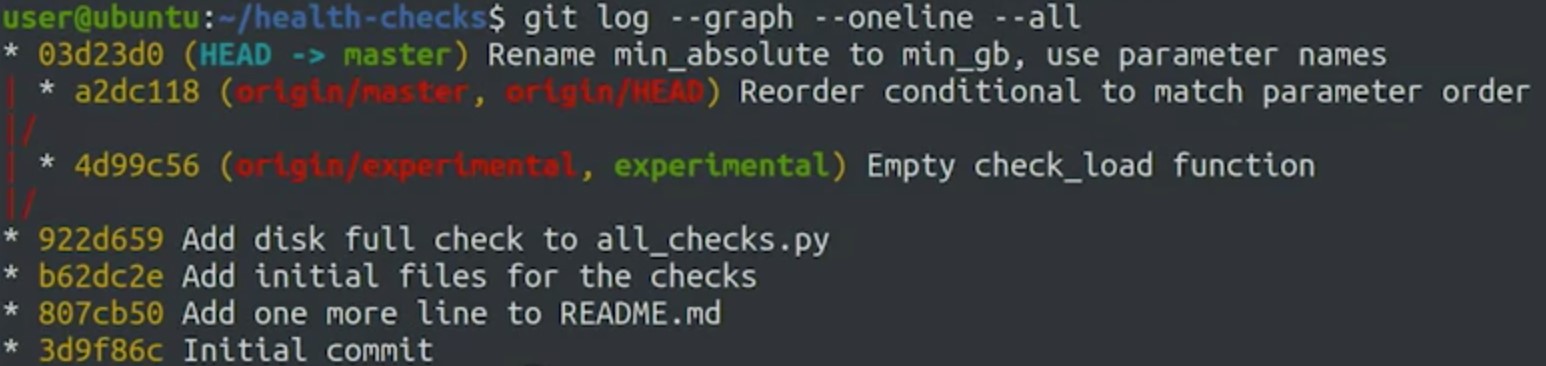 user@ubuntu:~/health-checks$ git log --graph --oneline --all
* 03d23d0 (HEAD -> master) Rename min_absolute to min_gb, use parameter names
| * a2dc118 (origin/master, origin/HEAD) Reorder conditional to match parameter order
|/
| * 4d99c56 (origin/experimental, experimental) Empty check_load function
|/
* 922d659 Add disk full check to all_checks.py
* b62dc2e Add initial files for the checks
* 807cb50 Add one more line to README.md
* 3d9f86c Initial commit